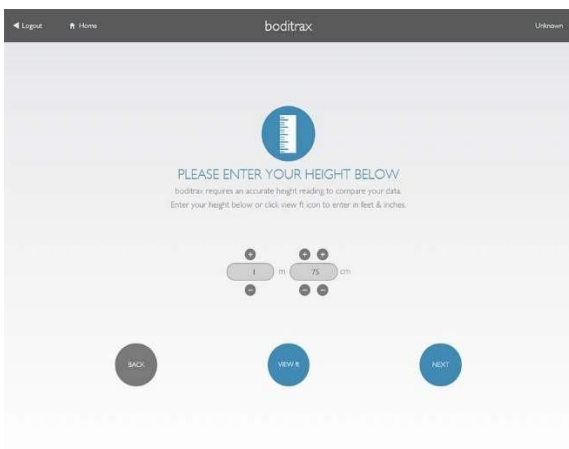 Logout Home boditrax Unknown
PLEASE ENTER YOUR HEIGHT BELOW
boditrax requires an accurate height reading to compare your data.
Enter your height below or click view ft icon to enter in feet & inches.
1 m 75 cm
BACK VIEW ft NEXT